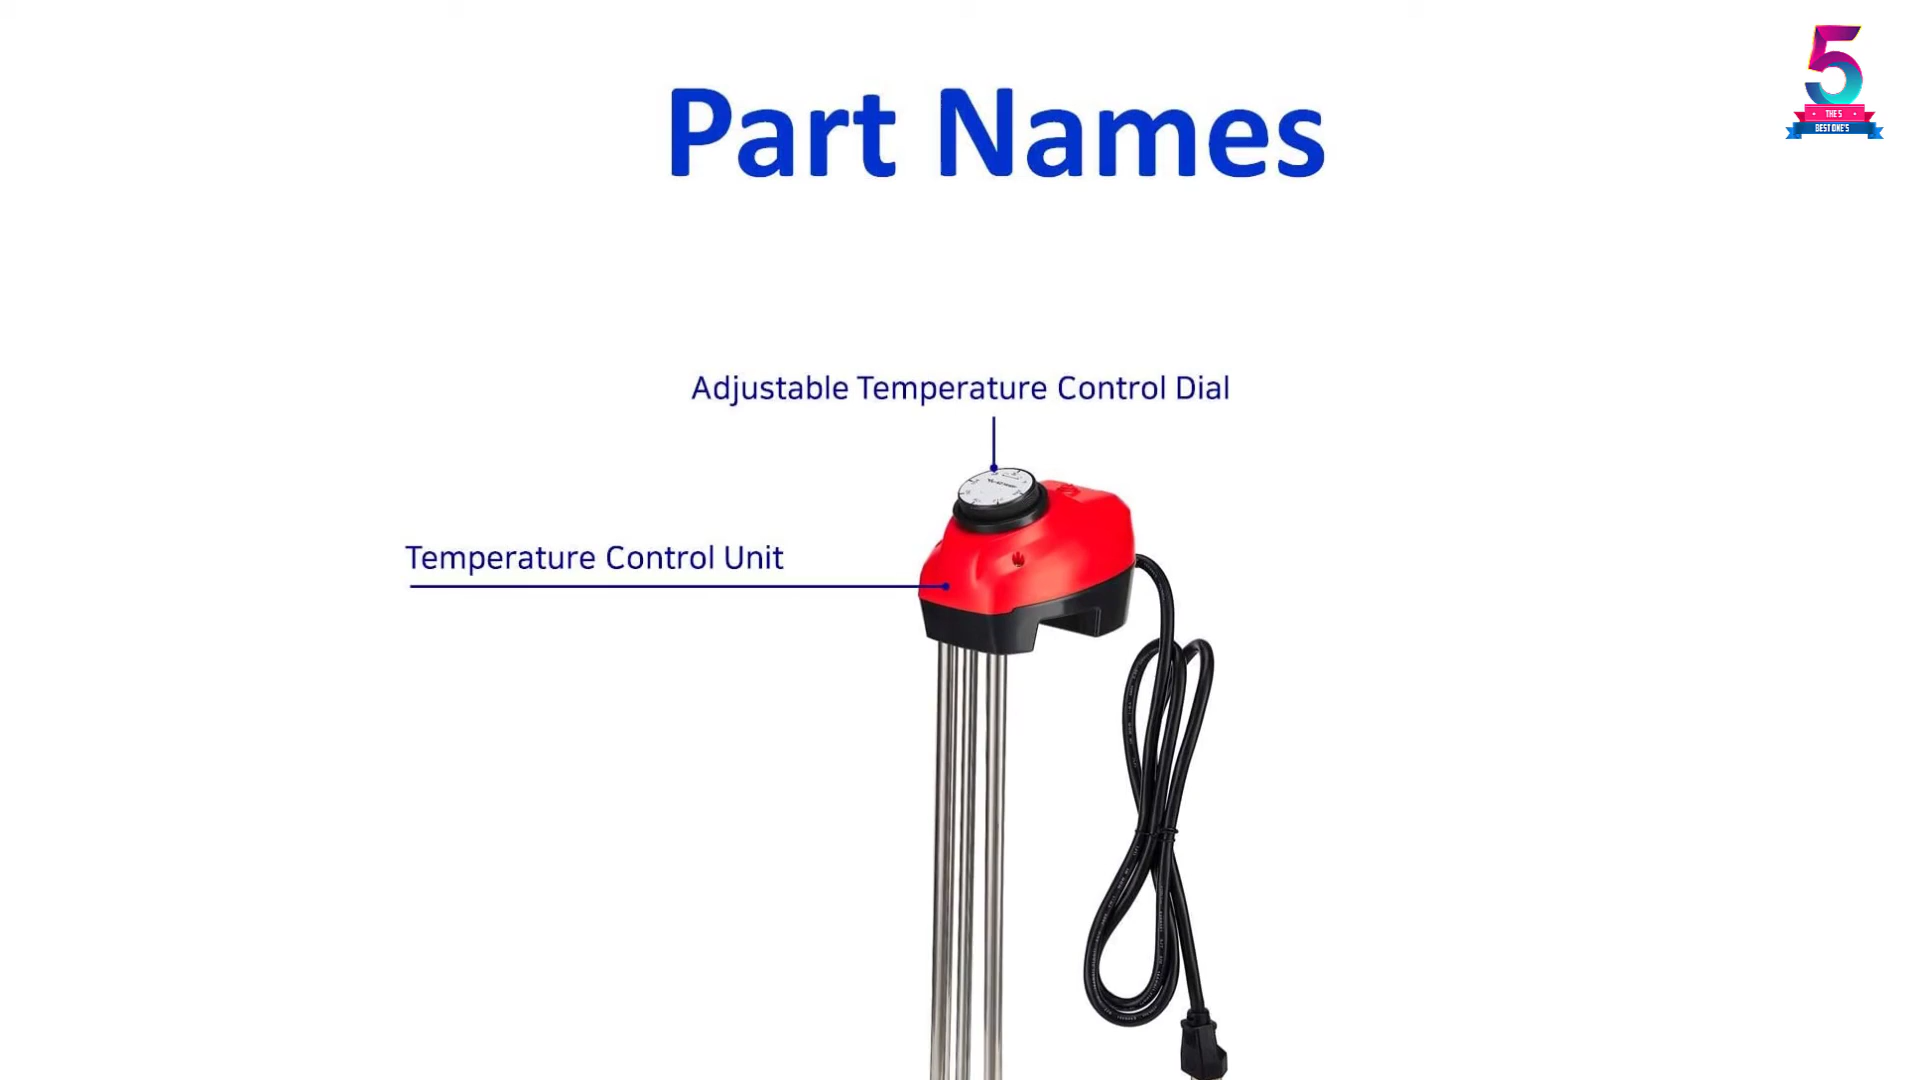 Part Names
THE 5
BEST ONE'S
Adjustable Temperature Control Dial
Temperature Control Unit